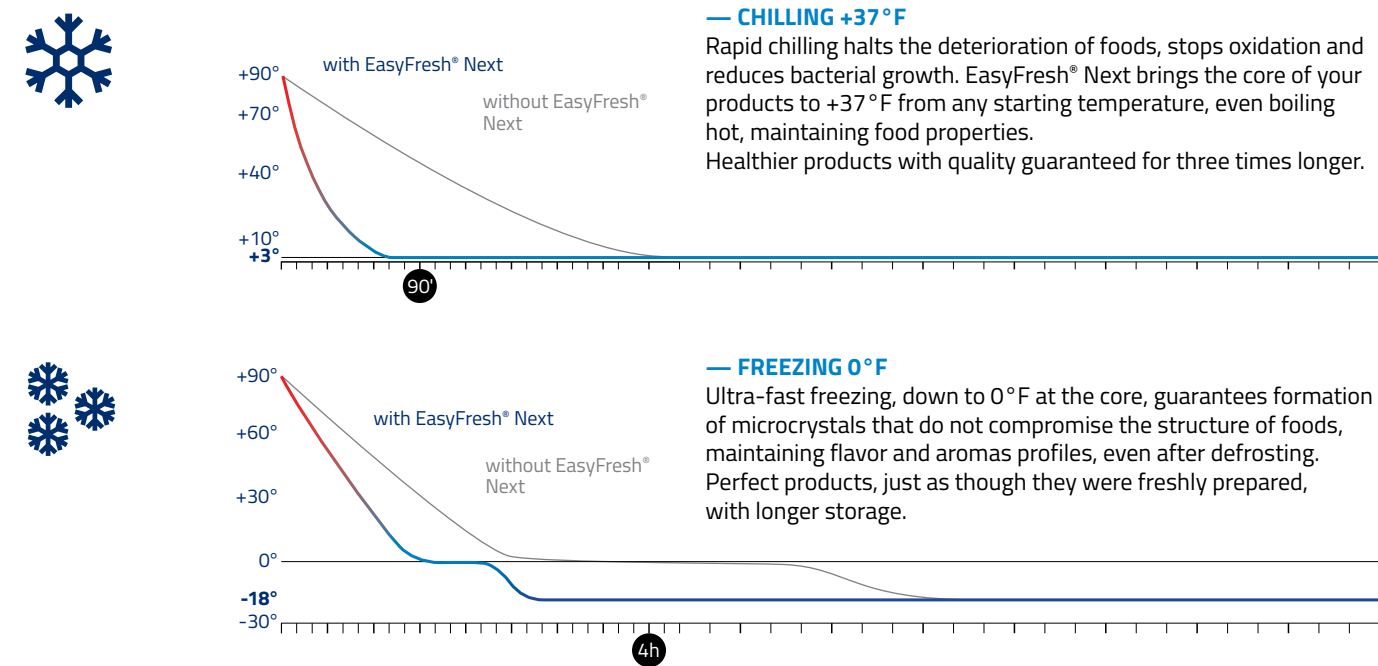 — CHILLING +37°F
Rapid chilling halts the deterioration of foods, stops oxidation and
reduces bacterial growth. EasyFresh® Next brings the core of your
products to +37°F from any starting temperature, even boiling
hot, maintaining food properties.
Healthier products with quality guaranteed for three times longer.
with EasyFresh® Next
without EasyFresh®
Next
+90°
+70°
+40°
+10°
+3°
90'
— FREEZING 0°F
Ultra-fast freezing, down to 0°F at the core, guarantees formation
of microcrystals that do not compromise the structure of foods,
maintaining flavor and aromas profiles, even after defrosting.
Perfect products, just as though they were freshly prepared,
with longer storage.
with EasyFresh® Next
without EasyFresh®
Next
+90°
+60°
+30°
0°
-18°
-30°
4h